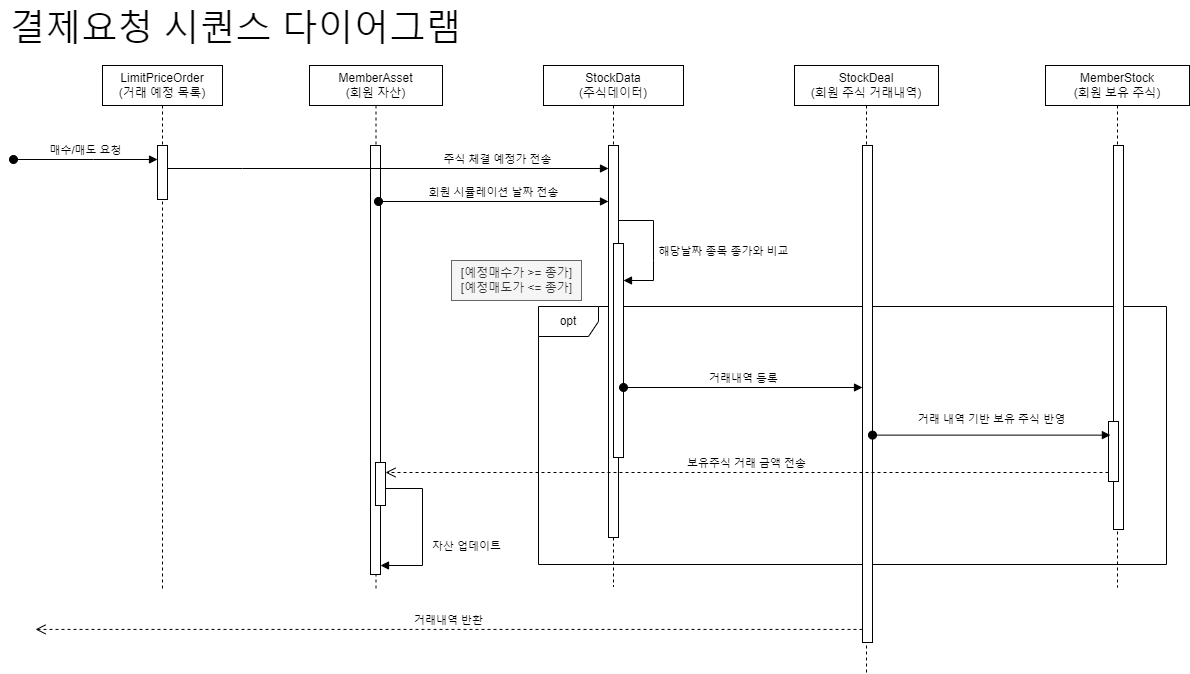 결제요청 시퀀스 다이어그램
LimitPriceOrder
(거래 예정 목록)
MemberAsset
(회원 자산)
StockData
(주식데이터)
StockDeal
(회원 주식 거래내역)
MemberStock
(회원 보유 주식)
매수/매도 요청
주식 체결 예정가 전송
회원 시뮬레이션 날짜 전송
해당날짜 종목 종가와 비교
[예정매수가 >= 종가]
[예정매도가 <= 종가]
opt
거래내역 등록
거래 내역 기반 보유 주식 반영
보유주식 거래 금액 전송
자산 업데이트
거래내역 반환